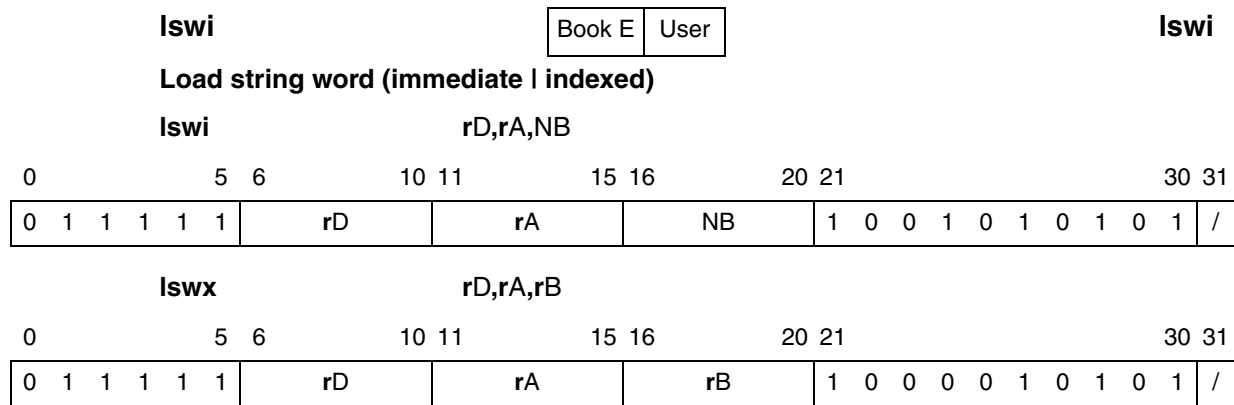 lswi Book E User lswi
Load string word (immediate | indexed)
lswi rD,rA,NB
0 5 6 10 11 15 16 20 21 30 31
0 1 1 1 1 1 rD rA NB 1 0 0 1 0 1 0 1 0 1 /
lswx rD,rA,rB
0 5 6 10 11 15 16 20 21 30 31
0 1 1 1 1 1 rD rA rB 1 0 0 0 0 1 0 1 0 1 /